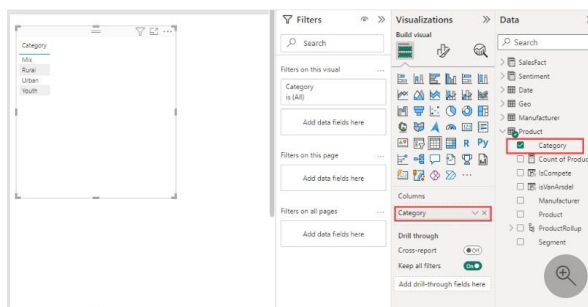 Category
Mix
Rural
Urban
Youth
Filters
Search
Filters on this visual
...
Category
is (All)
Add data fields here
Filters on this page
...
Add data fields here
Filters on all pages
...
Add data fields here
Visualizations
Build visual
R
Py
...
Columns
Category
Drill through
Cross-report
Off
Keep all filters
On
Add drill-through fields here
Data
Search
SalesFact
Sentiment
Date
Geo
Manufacturer
Product
Category
Count of Produc
IsCompete
isVanArsdel
Manufacturer
Product
ProductRollup
Segment